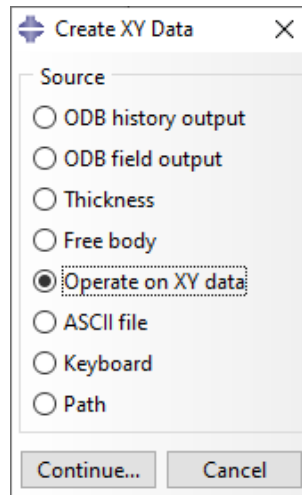 Create XY Data
Source
ODB history output
ODB field output
Thickness
Free body
Operate on XY data
ASCII file
Keyboard
Path
Continue... Cancel